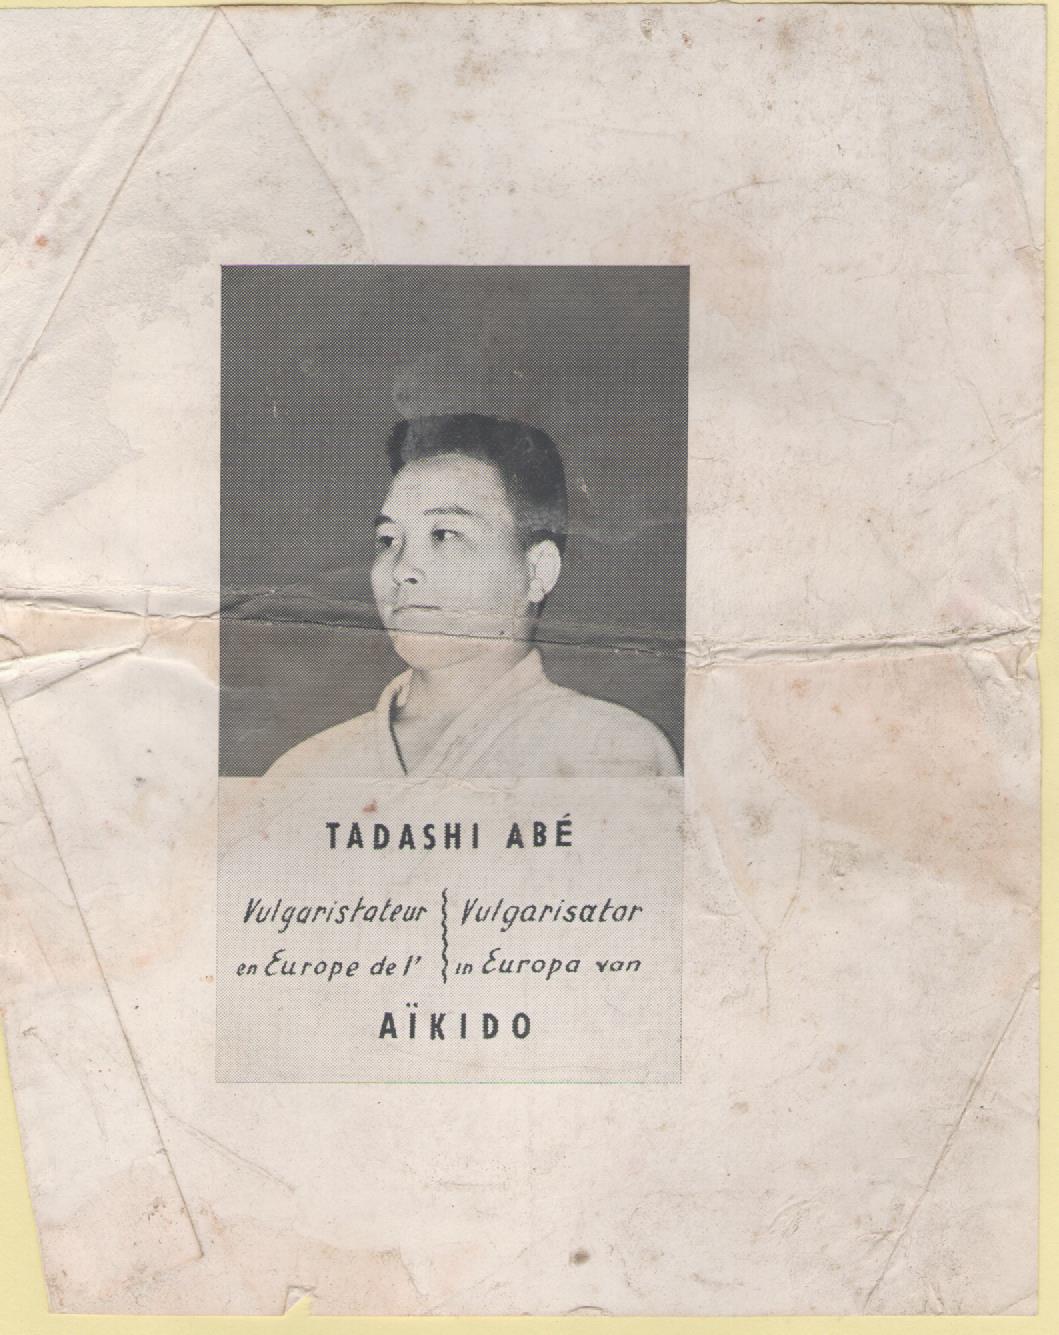 TADASHI ABÉ
Vulgaristateur
en Europe de l'
Vulgarisator
in Europa van
AÏKIDO